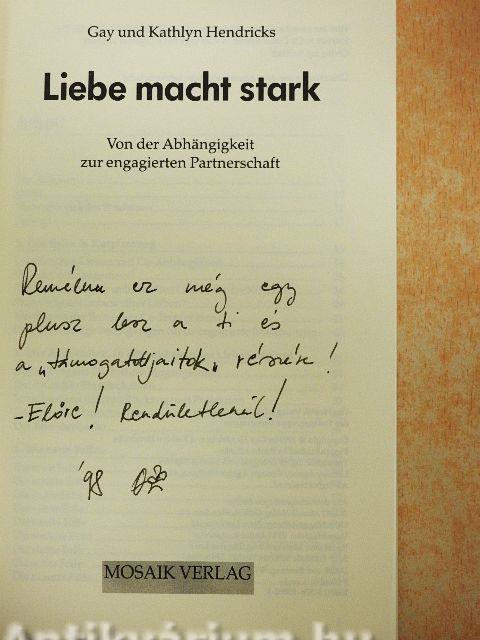 Gay und Kathlyn Hendricks
Liebe macht stark
Von der Abhängigkeit
zur engagierten Partnerschaft
Remélem ez még egy
plusz lesz a ti és
a „támogatottjaitok„ részére!
- Előre! Rendületlenül!
'98
MOSAIK VERLAG
Antikvárium.hu